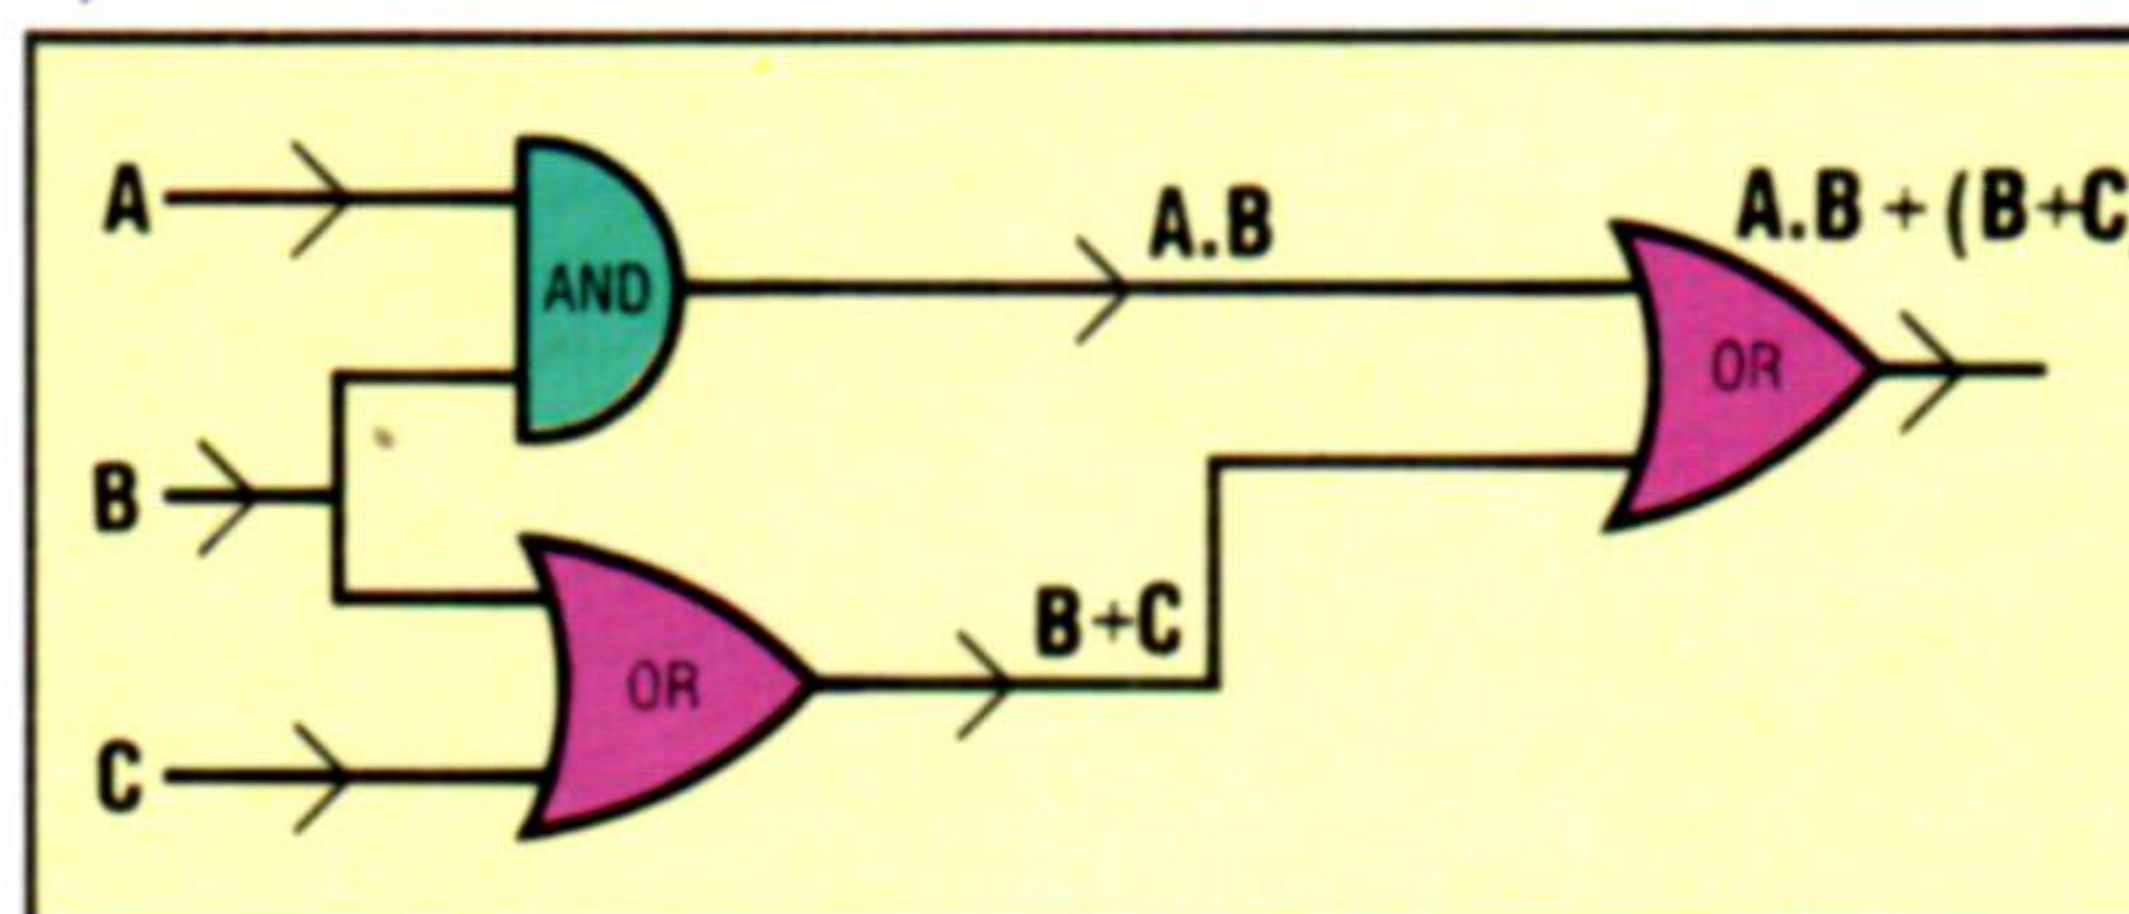 A
AND
A.B
A.B + (B+C
OR
B
B+C
OR
C